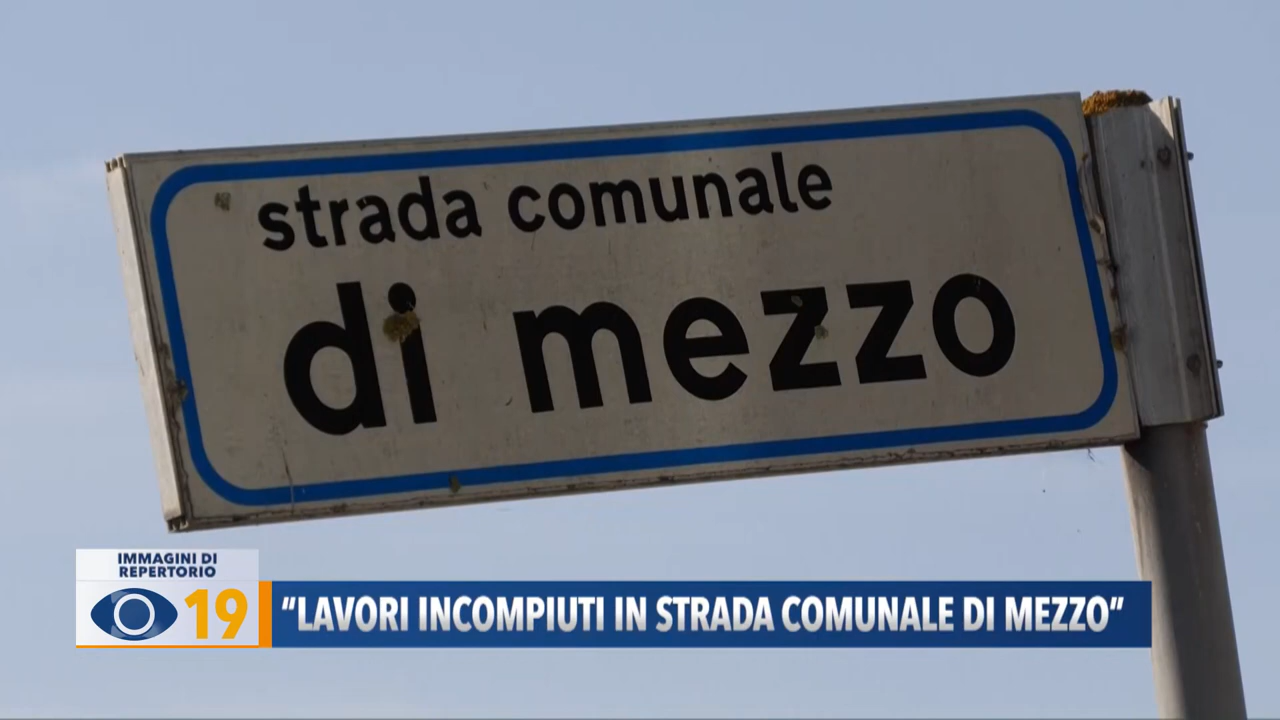 strada comunale
di mezzo
IMMAGINI DI
REPERTORIO
19
“LAVORI INCOMPIUTI IN STRADA COMUNALE DI MEZZO”